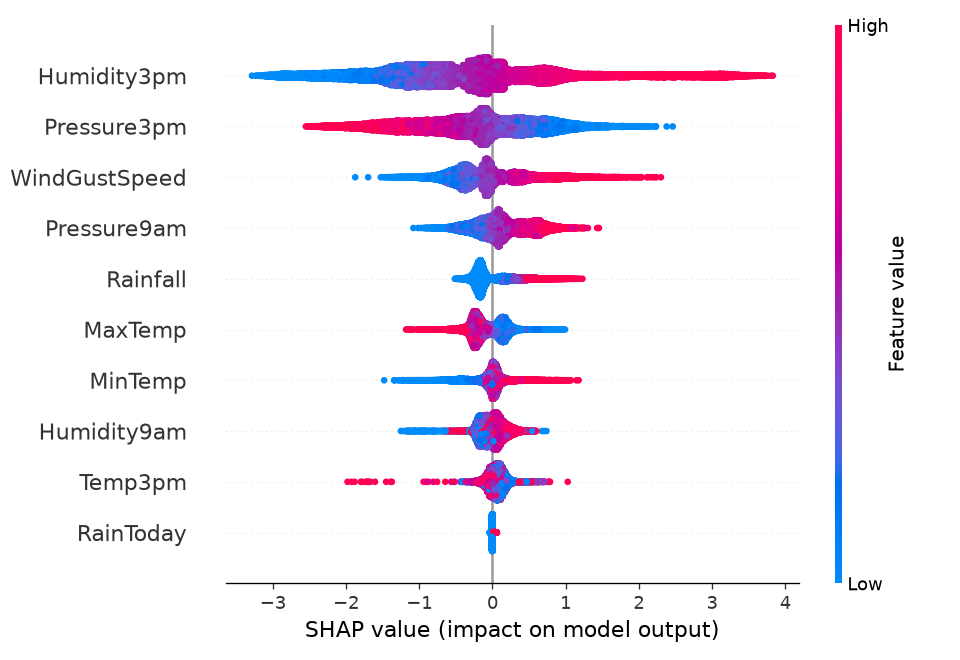 High
Humidity3pm
Pressure3pm
WindGustSpeed
Pressure9am
Rainfall
MaxTemp
MinTemp
Humidity9am
Temp3pm
RainToday
Feature value
Low
−3 −2 −1 0 1 2 3 4
SHAP value (impact on model output)